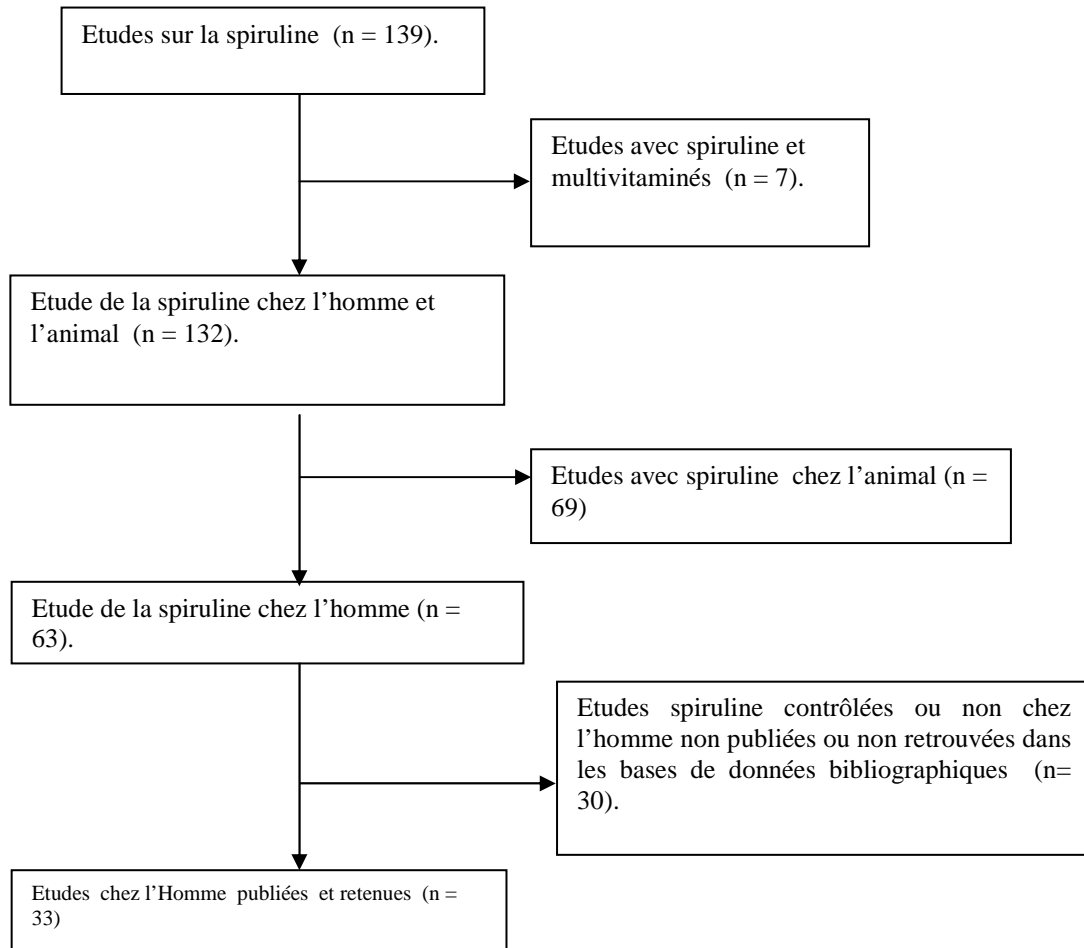 Etudes sur la spiruline (n = 139).
Etudes avec spiruline et
multivitaminés (n = 7).
Etude de la spiruline chez l’homme et
l’animal (n = 132).
Etudes avec spiruline chez l’animal (n =
69)
Etude de la spiruline chez l’homme (n =
63).
Etudes spiruline contrôlées ou non chez
l’homme non publiées ou non retrouvées dans
les bases de données bibliographiques (n=
30).
Etudes chez l’Homme publiées et retenues (n =
33)